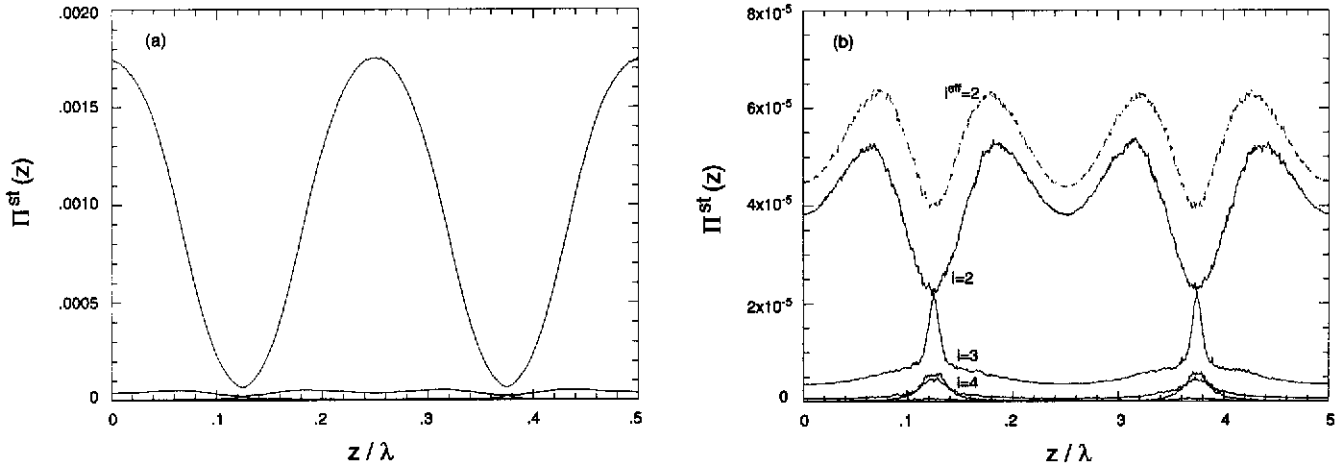 (a)
.0020
.0015
.0010
.0005
0
Π^st (z)
0
.1
.2
.3
.4
.5
z / λ
(b)
8x10^-5
6x10^-5
4x10^-5
2x10^-5
0
Π^st (z)
i^eff=2
i=2
i=3
i=4
0
.1
.2
.3
.4
.5
z / λ